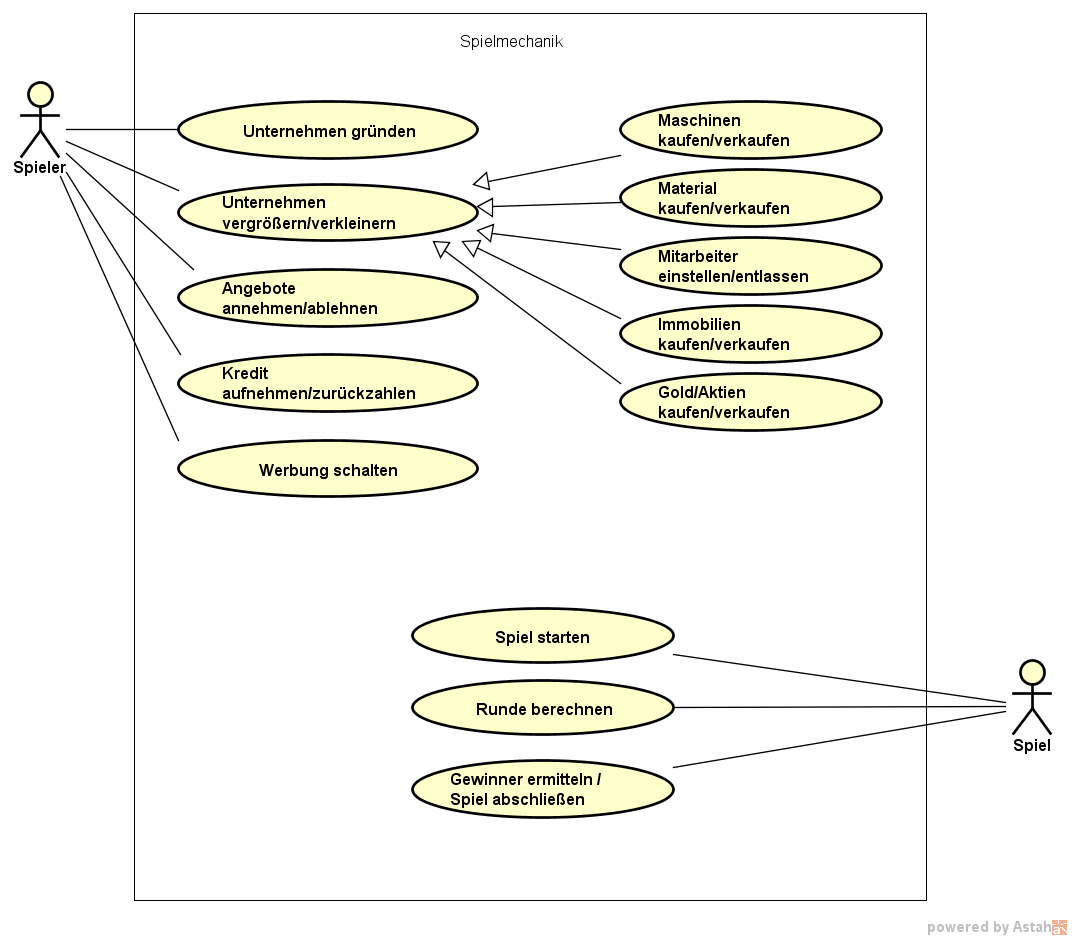 Spielmechanik
Spieler
Unternehmen gründen
Unternehmen
vergrößern/verkleinern
Angebote
annehmen/ablehnen
Kredit
aufnehmen/zurückzahlen
Werbung schalten
Maschinen
kaufen/verkaufen
Material
kaufen/verkaufen
Mitarbeiter
einstellen/entlassen
Immobilien
kaufen/verkaufen
Gold/Aktien
kaufen/verkaufen
Spiel starten
Runde berechnen
Gewinner ermitteln /
Spiel abschließen
Spiel
powered by Astah